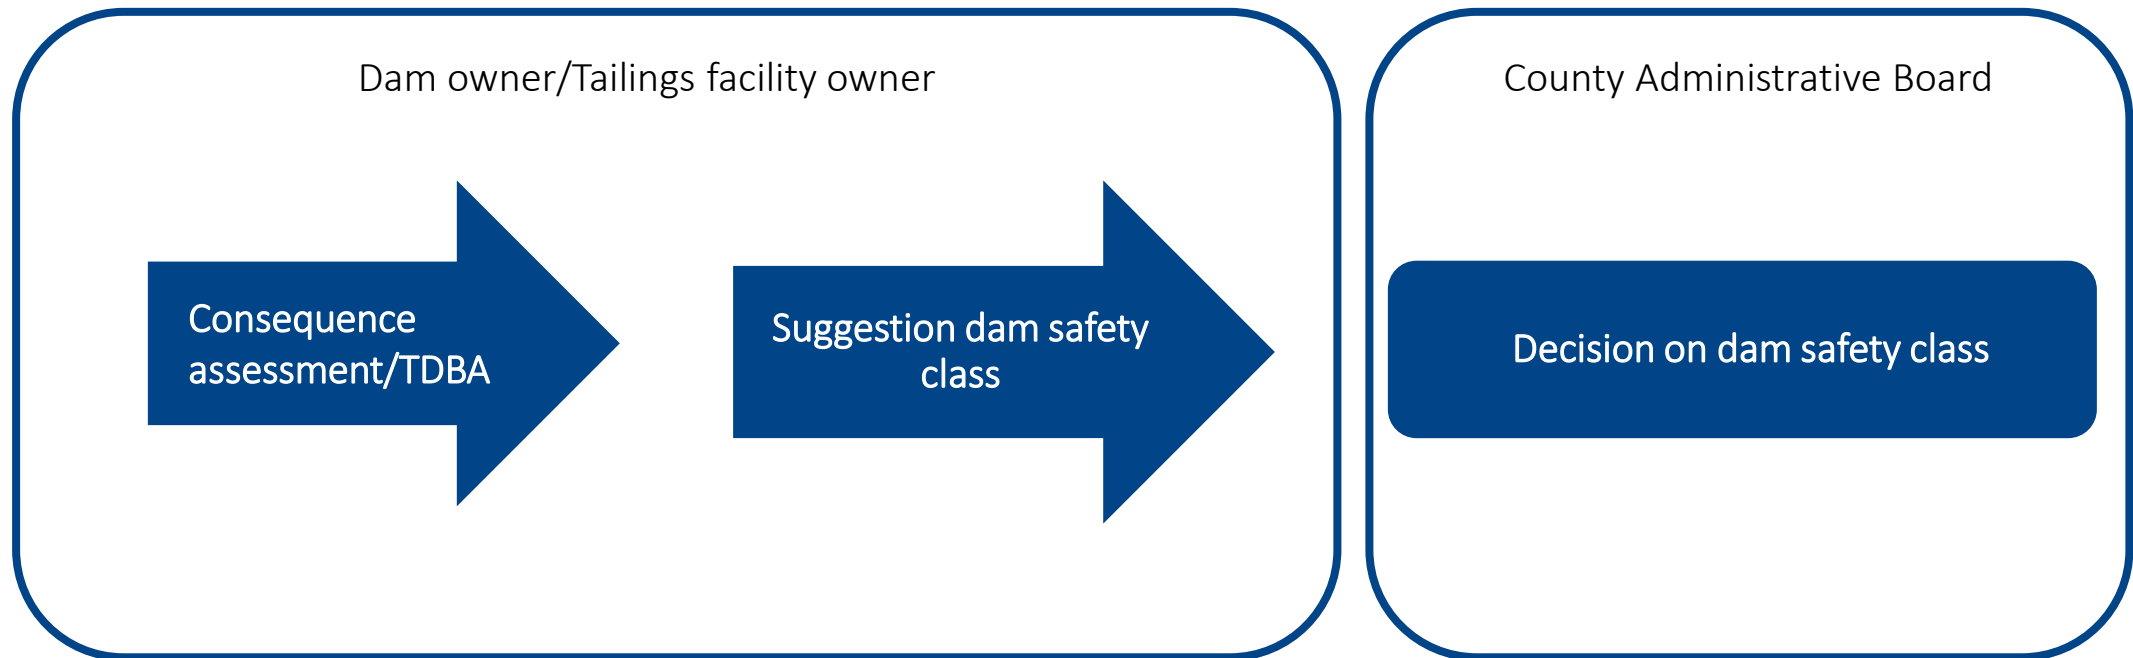 Dam owner/Tailings facility owner
County Administrative Board
Consequence
assessment/TDBA
Suggestion dam safety
class
Decision on dam safety class